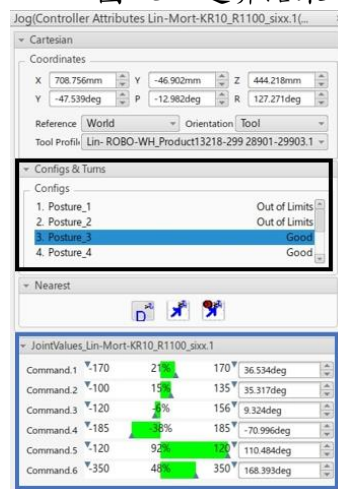 Jog(Controller Attributes Lin-Mort-KR10_R1100_sixx.1(...
Cartesian
Coordinates
X 708.756mm Y -46.902mm Z 444.218mm
Y -47.539deg P -12.982deg R 127.271deg
Reference World Orientation Tool
Tool Profile Lin- ROBO-WH_Product13218-299 28901-29903.1
Configs & Turns
Configs
1. Posture_1 Out of Limits
2. Posture_2 Out of Limits
3. Posture_3 Good
4. Posture_4 Good
Nearest
D
JointValues_Lin-Mort-KR10_R1100_sixx.1
Command.1 -170 21% 170 36.534deg
Command.2 -100 15% 135 35.317deg
Command.3 -120 -6% 156 9.324deg
Command.4 -185 -38% 185 -70.996deg
Command.5 -120 92% 120 110.484deg
Command.6 -350 48% 350 168.393deg